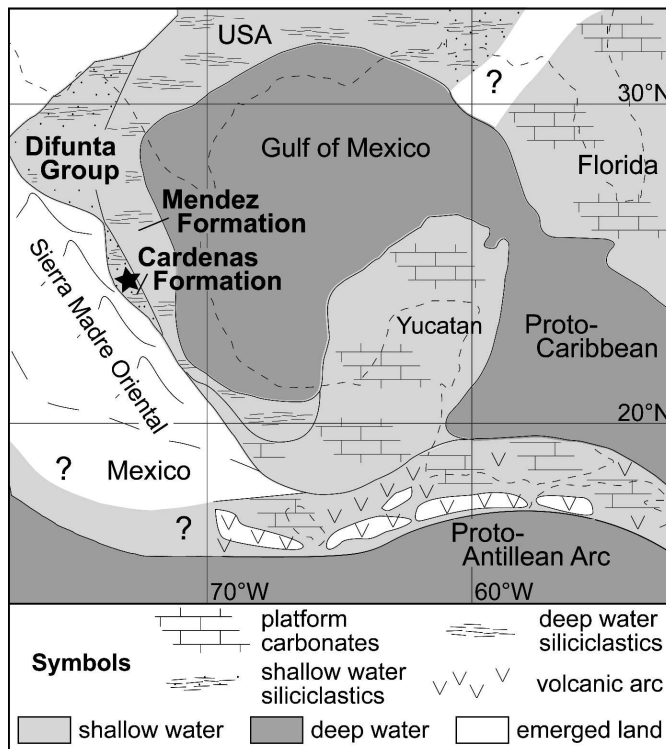 USA
?
30°N
Gulf of Mexico
Difunta
Group
Florida
Mendez
Formation
Cardenas
Formation
Sierra Madre Oriental
Yucatan
Proto-
Caribbean
20°N
?
Mexico
?
Proto-
Antillean Arc
70°W
60°W
Symbols
platform
carbonates
deep water
siliciclastics
shallow water
siliciclastics
volcanic arc
shallow water
deep water
emerged land